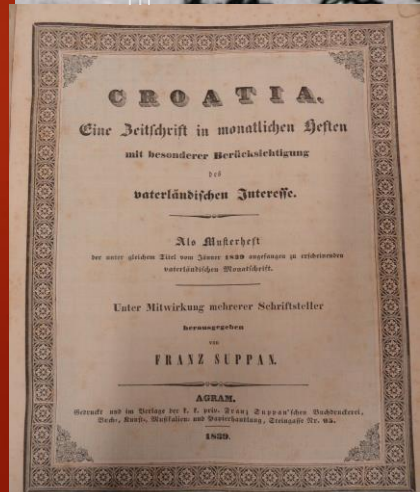 CROATIA.
Eine Zeitschrift in monatlichen Heften
mit besonderer Berücksichtigung
des
vaterländischen Interesse.
Als Musterheft
der unter gleichem Titel vom Jänner 1839 angefangen zu erscheinenden
vaterländischen Monatschrift.
Unter Mitwirkung mehrerer Schriftsteller
herausgegeben
von
FRANZ SUPPAN.
AGRAM.
Gedruckt und im Verlage der k. k. priv. Franz Suppan'schen Buchdruckerei,
Buch-, Kunst-, Musikalien- und Papierhandlung, Steingasse Nr. 95.
1839.